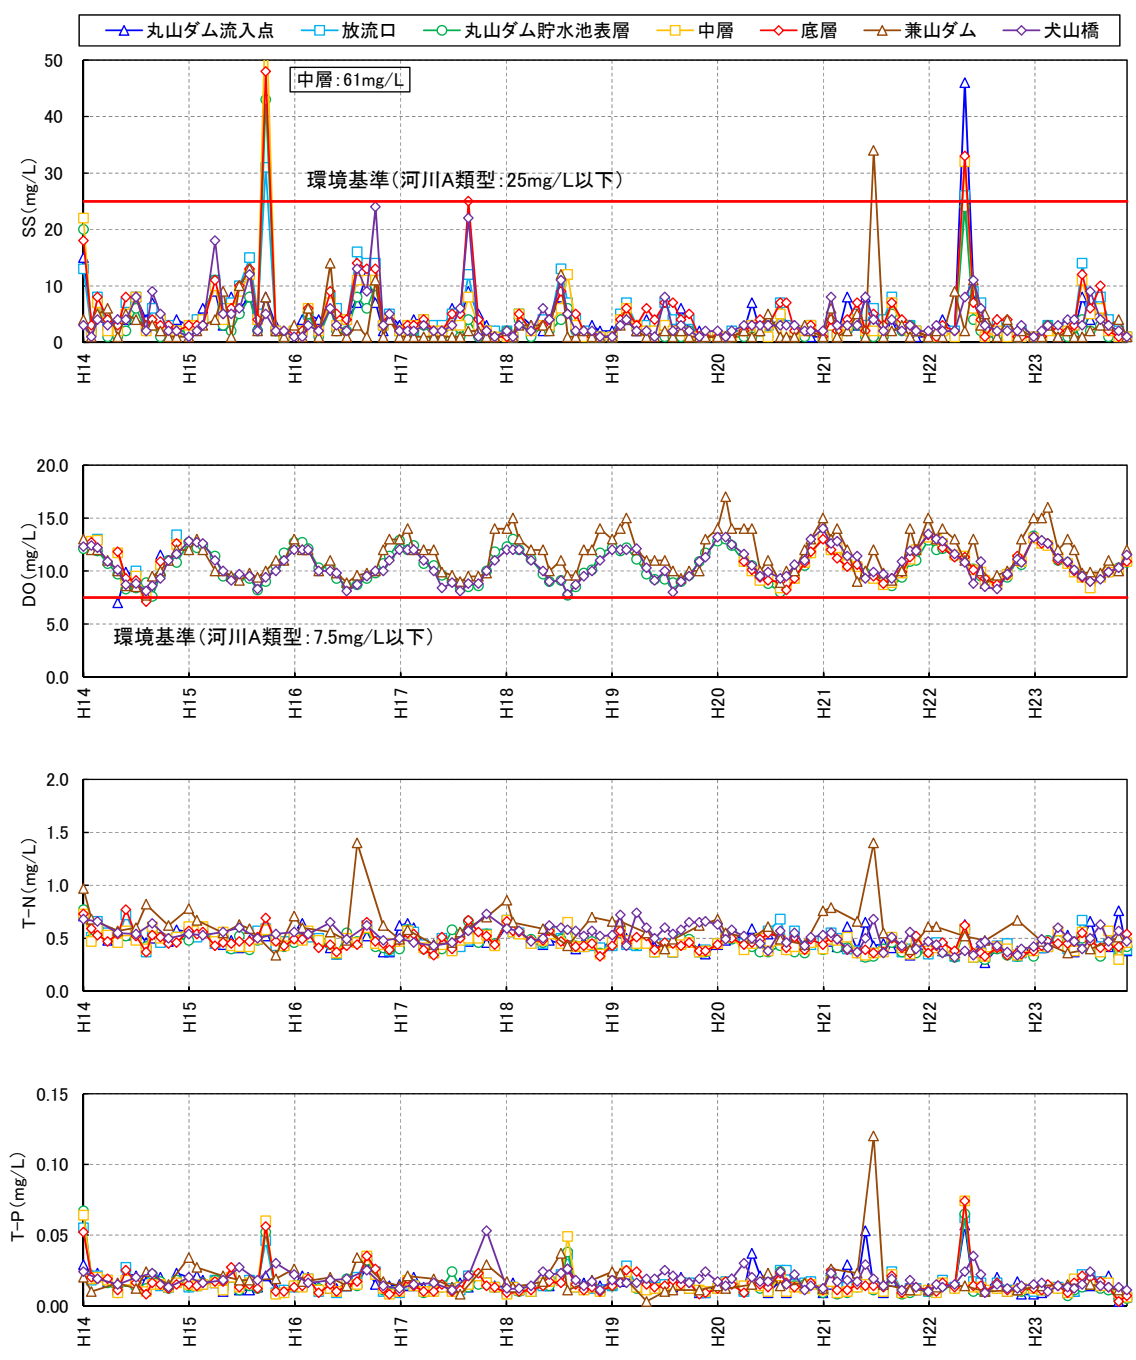 丸山ダム流入点 放流口 丸山ダム貯水池表層 中層 底層 兼山ダム 犬山橋
SS(mg/L)
50
40
30
20
10
0
中層:61mg/L
環境基準(河川A類型:25mg/L以下)
H14 H15 H16 H17 H18 H19 H20 H21 H22 H23
DO(mg/L)
20.0
15.0
10.0
5.0
0.0
環境基準(河川A類型:7.5mg/L以下)
H14 H15 H16 H17 H18 H19 H20 H21 H22 H23
T-N(mg/L)
2.0
1.5
1.0
0.5
0.0
H14 H15 H16 H17 H18 H19 H20 H21 H22 H23
T-P(mg/L)
0.15
0.10
0.05
0.00
H14 H15 H16 H17 H18 H19 H20 H21 H22 H23